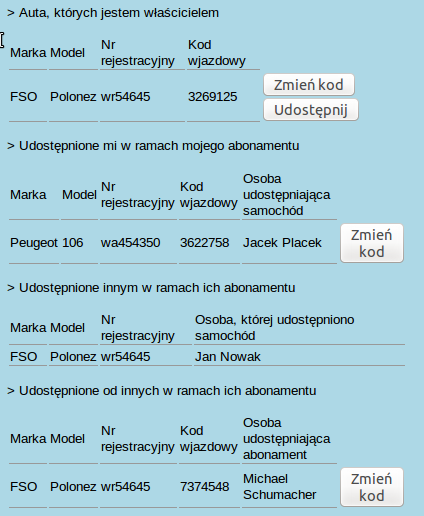 > Auta, których jestem właścicielem
Marka Model Nr rejestracyjny Kod wjazdowy
FSO Polonez wr54645 3269125 Zmień kod
Udostępnij
> Udostępnione mi w ramach mojego abonamentu
Marka Model Nr rejestracyjny Kod wjazdowy Osoba udostępniająca samochód
Peugeot 106 wa454350 3622758 Jacek Placek Zmień kod
> Udostępnione innym w ramach ich abonamentu
Marka Model Nr rejestracyjny Osoba, której udostępniono samochód
FSO Polonez wr54645 Jan Nowak
> Udostępnione od innych w ramach ich abonamentu
Marka Model Nr rejestracyjny Kod wjazdowy Osoba udostępniająca abonament
FSO Polonez wr54645 7374548 Michael Schumacher Zmień kod